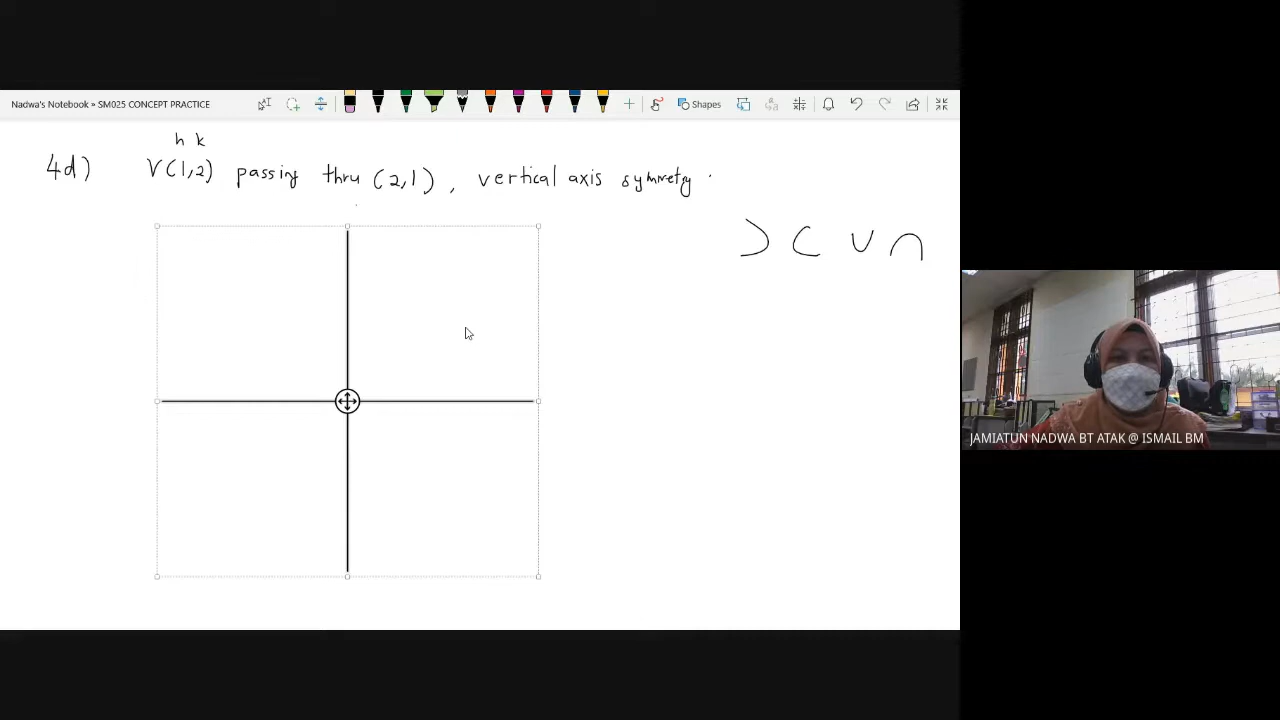 Nadwa's Notebook » SM025 CONCEPT PRACTICE
Shapes
h k
4d) V(1,2) passing thru (2,1), vertical axis symmetry.
JAMIATUN NADWA BT ATAK @ ISMAIL BM